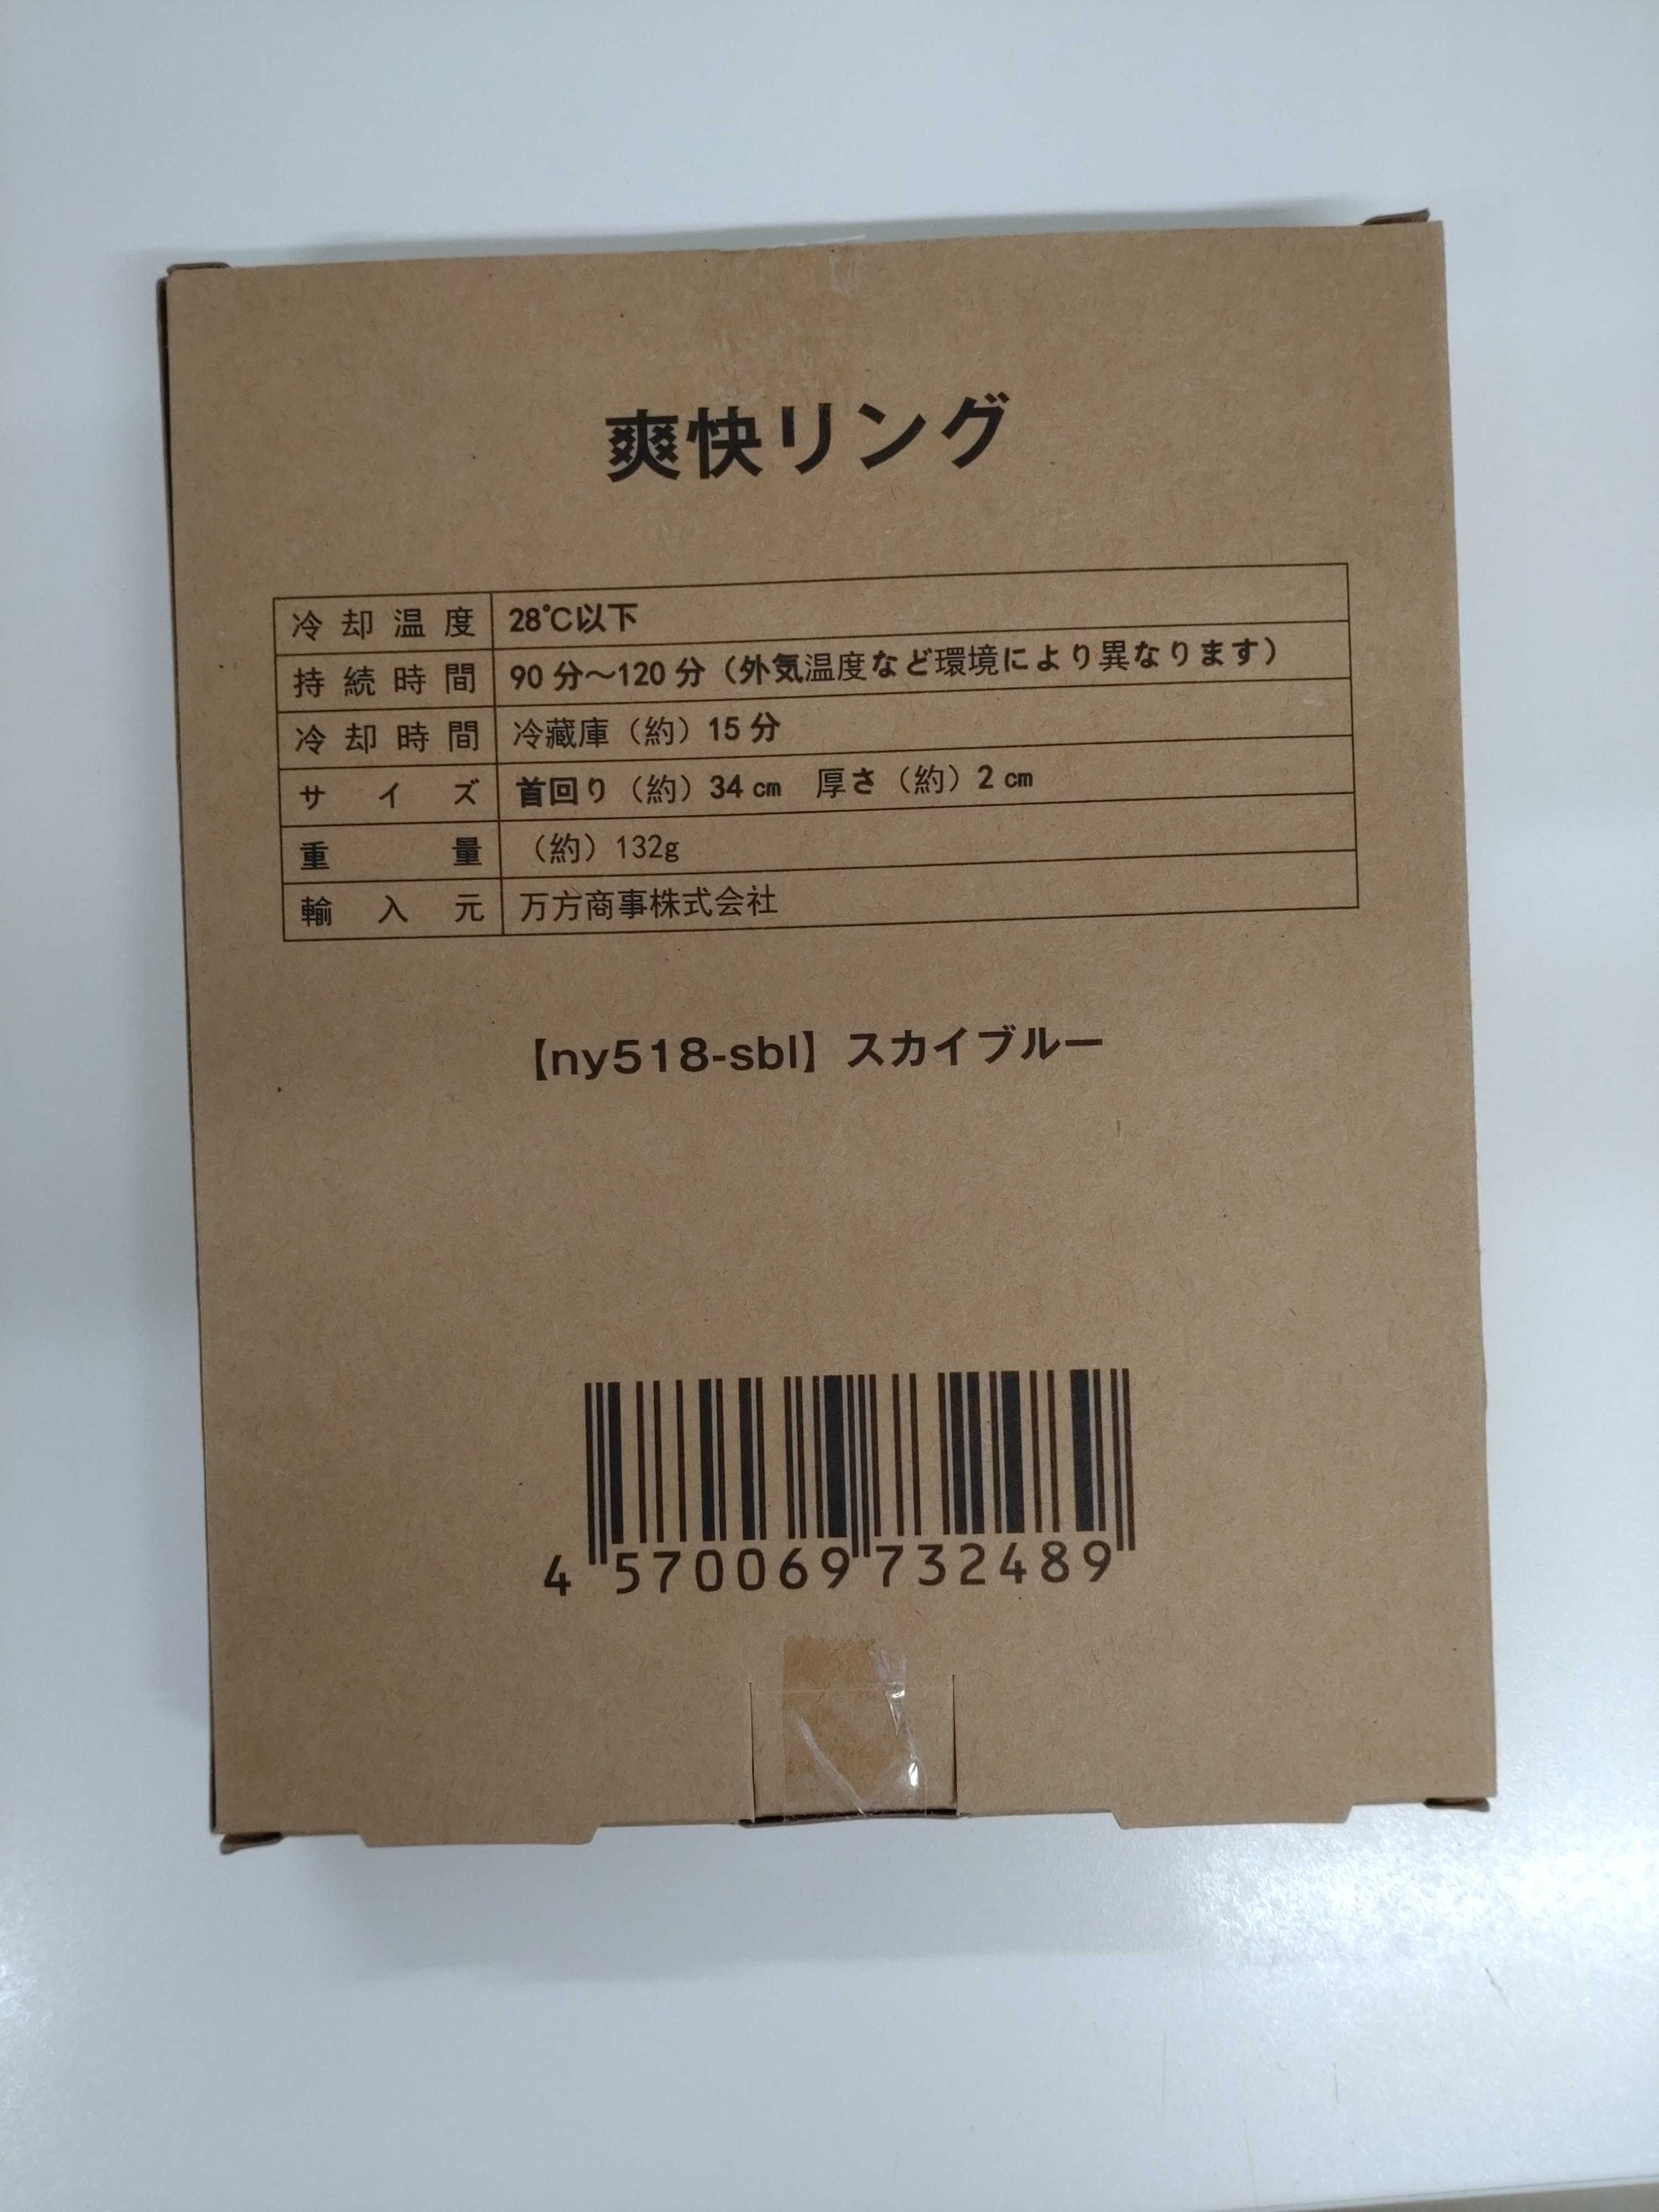 爽快リング
冷却温度 28℃以下
持続時間 90分～120分（外気温度など環境により異なります）
冷却時間 冷蔵庫（約）15分
サイズ 首回り（約）34㎝ 厚さ（約）2㎝
重量 （約）132g
輸入元 万方商事株式会社
【ny518-sbl】スカイブルー
4 570069 732489